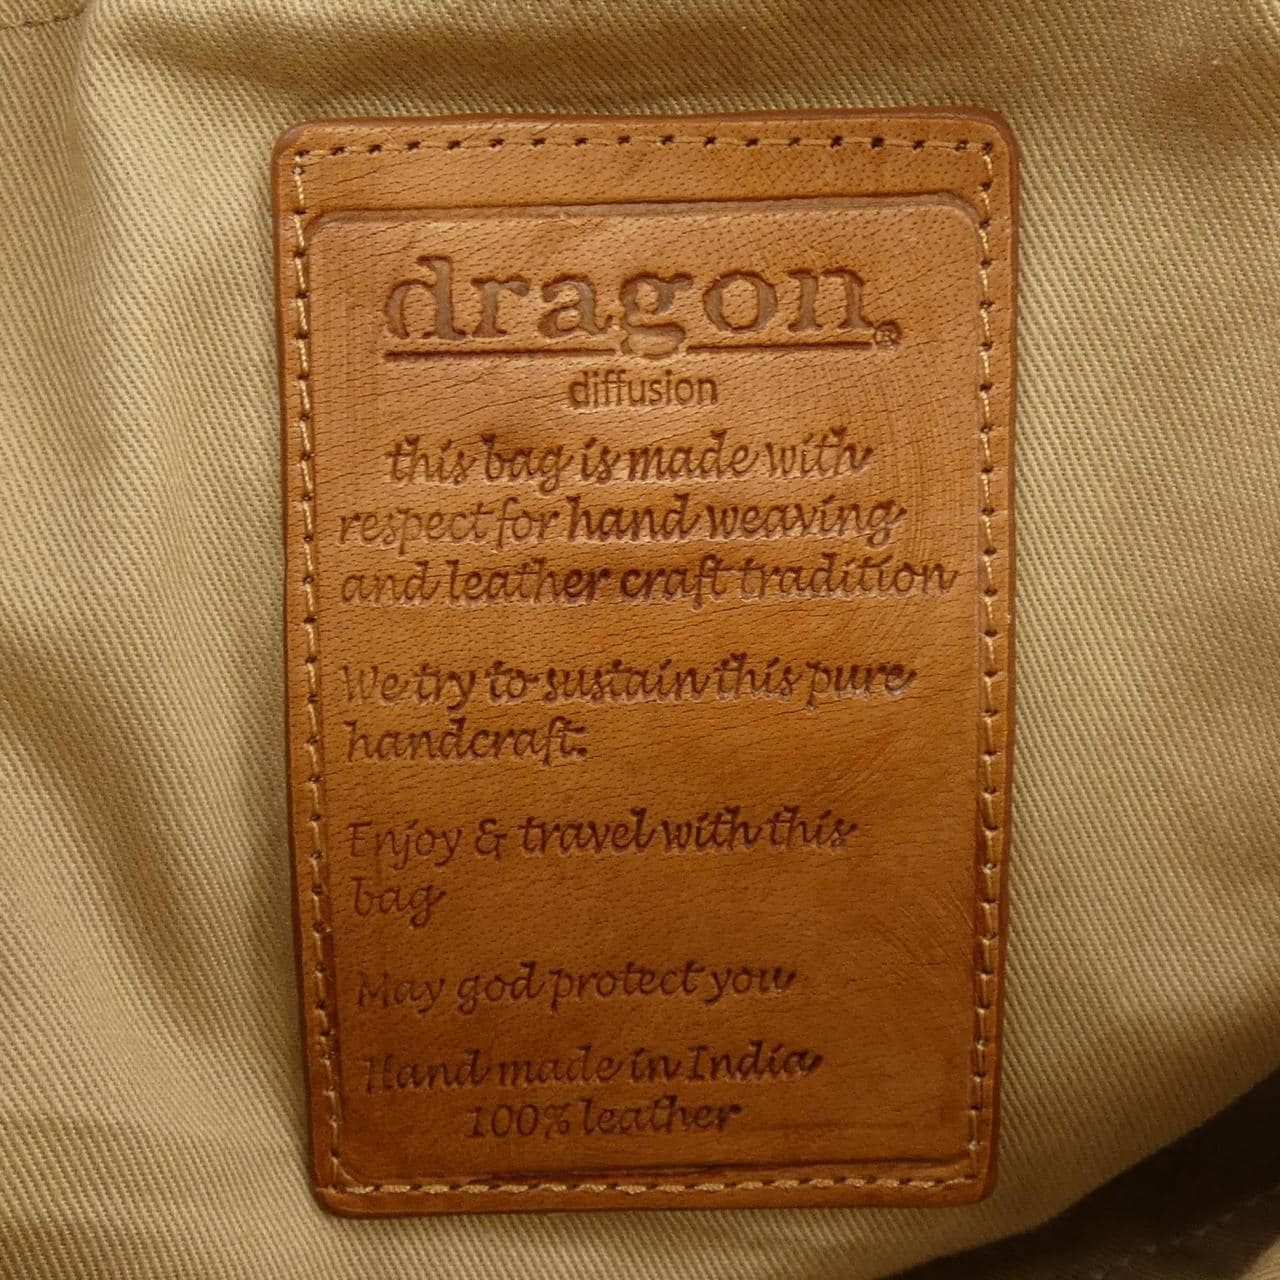 dragon®
diffusion
this bag is made with
respect for hand weaving
and leather craft tradition
We try to sustain this pure
handcraft.
Enjoy & travel with this
bag
May god protect you
Hand made in India
100% leather